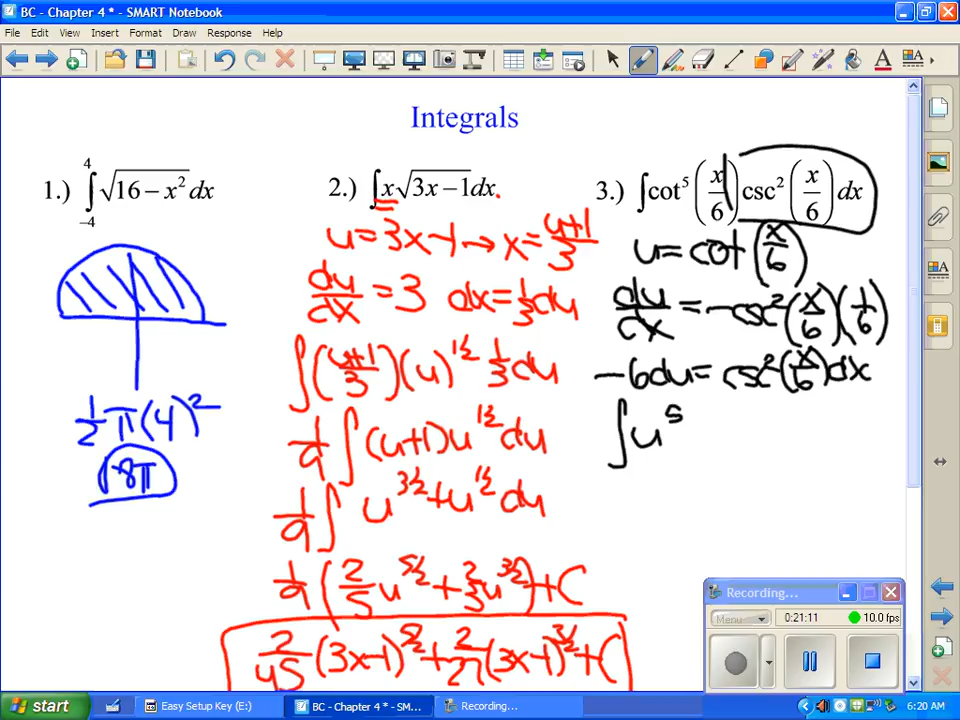 BC - Chapter 4 * - SMART Notebook
File Edit View Insert Format Draw Response Help
Integrals
1.) ∫_{-4}^{4} √(16 − x²) dx
½π(4)²
8π
2.) ∫x√(3x − 1)dx.
u = 3x-1 → x = (u+1)/3
du/dx = 3 dx = ⅓du
∫((u+1)/3)(u)^{1/2} ⅓du
1/9 ∫(u+1)u^{1/2}du
1/9 ∫ u^{3/2} + u^{1/2} du
1/9 (2/5 u^{5/2} + 2/3 u^{3/2}) + C
2/45 (3x-1)^{5/2} + 2/27 (3x-1)^{3/2} + C
3.) ∫cot⁵(x/6)csc²(x/6)dx
u = cot(x/6)
du/dx = -csc²(x/6)(1/6)
-6du = csc²(x/6)dx
∫u⁵
Recording...
Menu
0:21:11
10.0 fps
start
Easy Setup Key (E:)
BC - Chapter 4 * - SM...
Recording...
6:20 AM